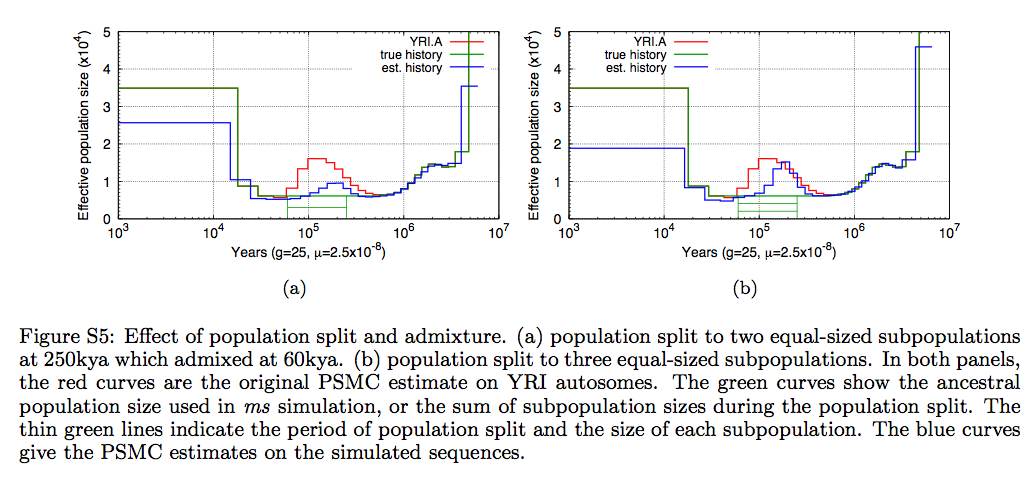 5
4
3
2
1
0
Effective population size (x10⁴)
YRI.A
true history
est. history
10³ 10⁴ 10⁵ 10⁶ 10⁷
Years (g=25, μ=2.5x10⁻⁸)
(a)
5
4
3
2
1
0
Effective population size (x10⁴)
YRI.A
true history
est. history
10³ 10⁴ 10⁵ 10⁶ 10⁷
Years (g=25, μ=2.5x10⁻⁸)
(b)
Figure S5: Effect of population split and admixture. (a) population split to two equal-sized subpopulations
at 250kya which admixed at 60kya. (b) population split to three equal-sized subpopulations. In both panels,
the red curves are the original PSMC estimate on YRI autosomes. The green curves show the ancestral
population size used in ms simulation, or the sum of subpopulation sizes during the population split. The
thin green lines indicate the period of population split and the size of each subpopulation. The blue curves
give the PSMC estimates on the simulated sequences.